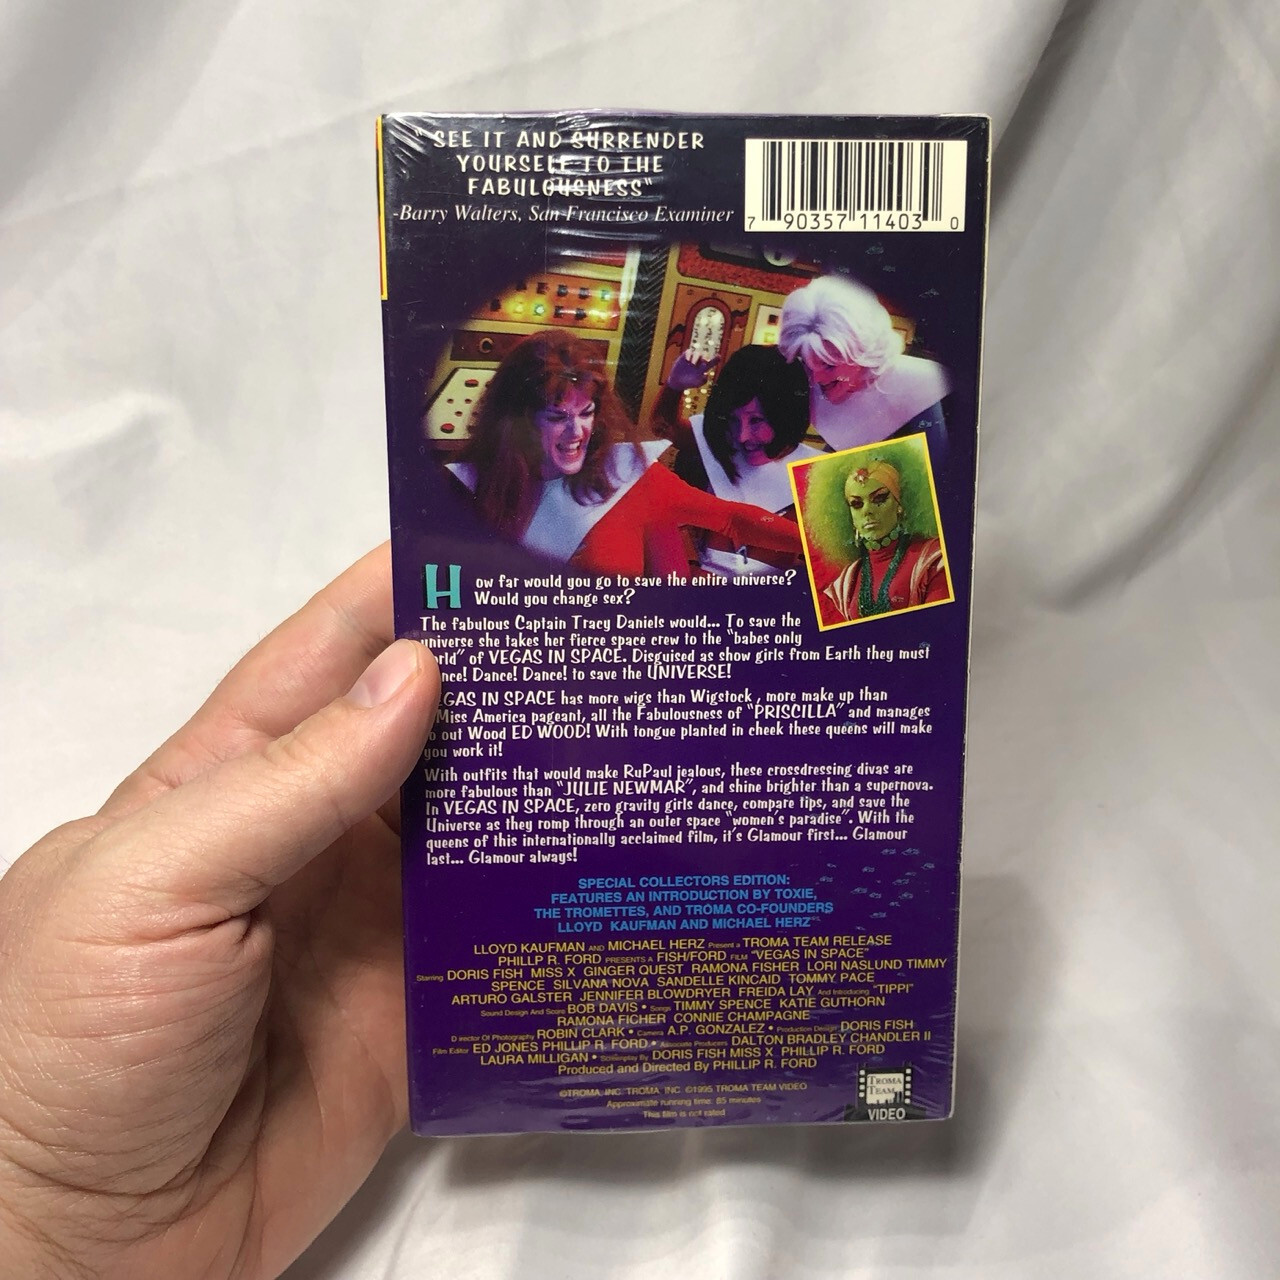 " SEE IT AND SURRENDER
YOURSELF TO THE
FABULOUSNESS"
-Barry Walters, San Francisco Examiner
7 90357 11403 0
How far would you go to save the entire universe?
Would you change sex?
The fabulous Captain Tracy Daniels would... To save the
universe she takes her fierce space crew to the "babes only
orld" of VEGAS IN SPACE. Disguised as show girls from Earth they must
nce! Dance! Dance! to save the UNIVERSE!
EGAS IN SPACE has more wigs than Wigstock , more make up than
Miss America pageant, all the Fabulousness of "PRISCILLA" and manages
o out Wood ED WOOD! With tongue planted in cheek these queens will make
you work it!
With outfits that would make RuPaul jealous, these crossdressing divas are
more fabulous than "JULIE NEWMAR", and shine brighter than a supernova.
In VEGAS IN SPACE, zero gravity girls dance, compare tips, and save the
Universe as they romp through an outer space "women's paradise". With the
queens of this internationally acclaimed film, it's Glamour first... Glamour
last... Glamour always!
SPECIAL COLLECTORS EDITION:
FEATURES AN INTRODUCTION BY TOXIE,
THE TROMETTES, AND TROMA CO-FOUNDERS
LLOYD KAUFMAN AND MICHAEL HERZ
LLOYD KAUFMAN AND MICHAEL HERZ Present a TROMA TEAM RELEASE
PHILLP R. FORD PRESENTS A FISH/FORD FILM "VEGAS IN SPACE"
Starring DORIS FISH MISS X GINGER QUEST RAMONA FISHER LORI NASLUND TIMMY
SPENCE SILVANA NOVA SANDELLE KINCAID TOMMY PACE
ARTURO GALSTER JENNIFER BLOWDRYER FREIDA LAY And Introducing "TIPPI"
Sound Design And Score BOB DAVIS • Songs TIMMY SPENCE KATIE GUTHORN
RAMONA FICHER CONNIE CHAMPAGNE
Director Of Photography ROBIN CLARK • Camera A.P. GONZALEZ • Production Design DORIS FISH
Film Editor ED JONES PHILLIP R. FORD • Associate Producers DALTON BRADLEY CHANDLER II
LAURA MILLIGAN • Screenplay By DORIS FISH MISS X PHILLIP R. FORD
Produced and Directed By PHILLIP R. FORD
©TROMA, INC. TROMA, INC. ©1995 TROMA TEAM VIDEO
Approximate running time: 85 minutes
This film is not rated
TROMA
TEAM
VIDEO